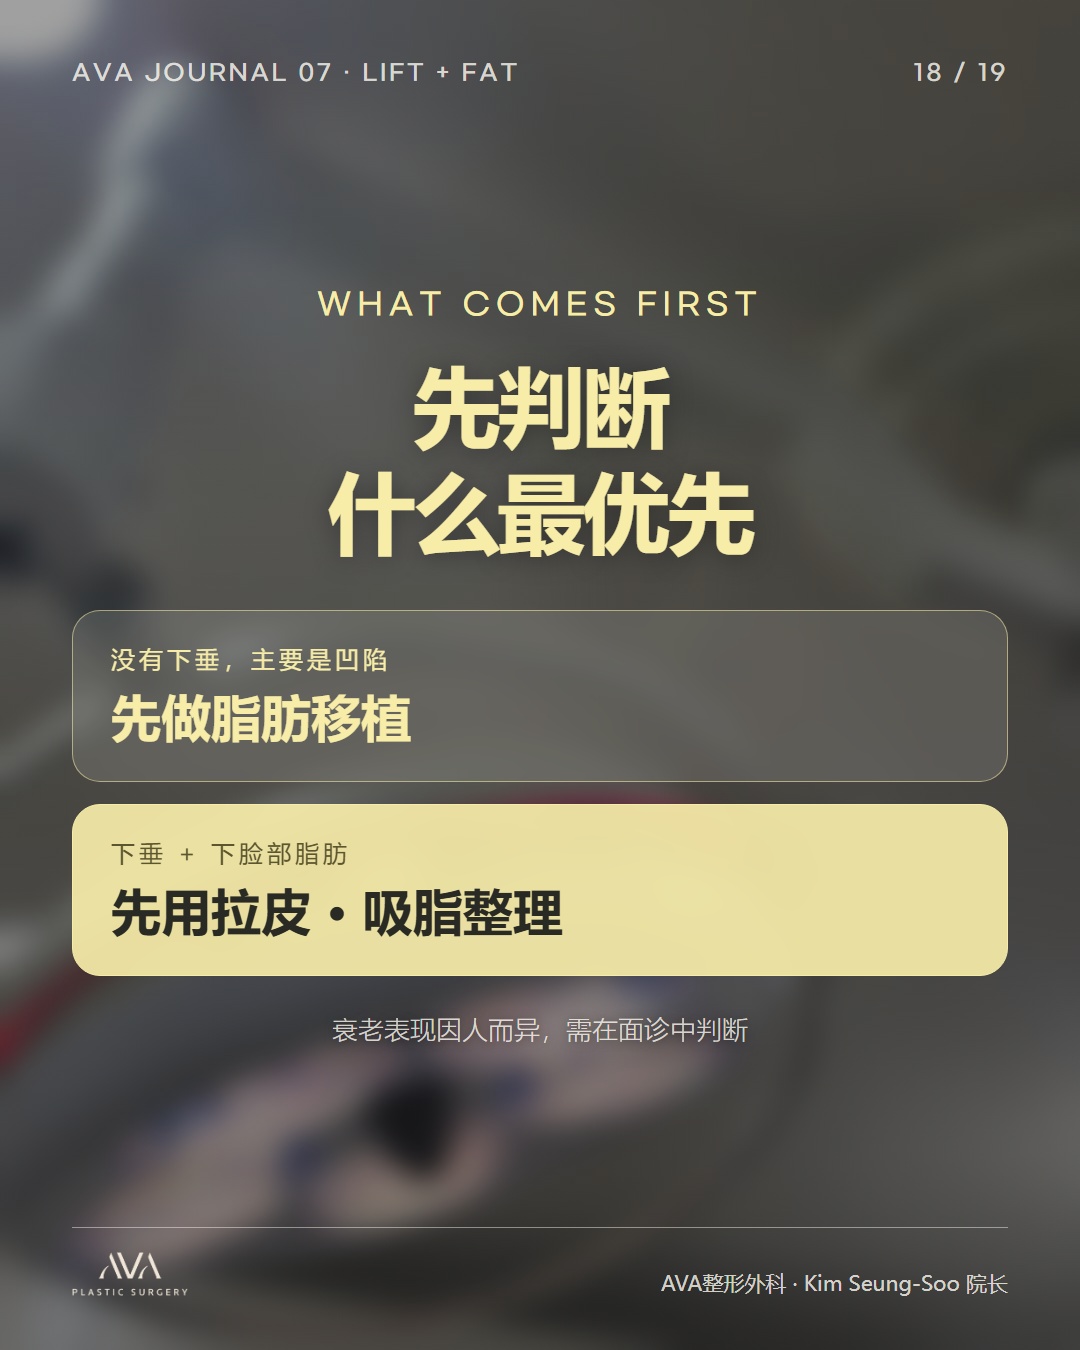 AVA JOURNAL 07 · LIFT + FAT
18 / 19
WHAT COMES FIRST
先判断
什么最优先
没有下垂，主要是凹陷
先做脂肪移植
下垂 + 下脸部脂肪
先用拉皮·吸脂整理
衰老表现因人而异，需在面诊中判断
AVA
PLASTIC SURGERY
AVA整形外科 · Kim Seung-Soo 院长